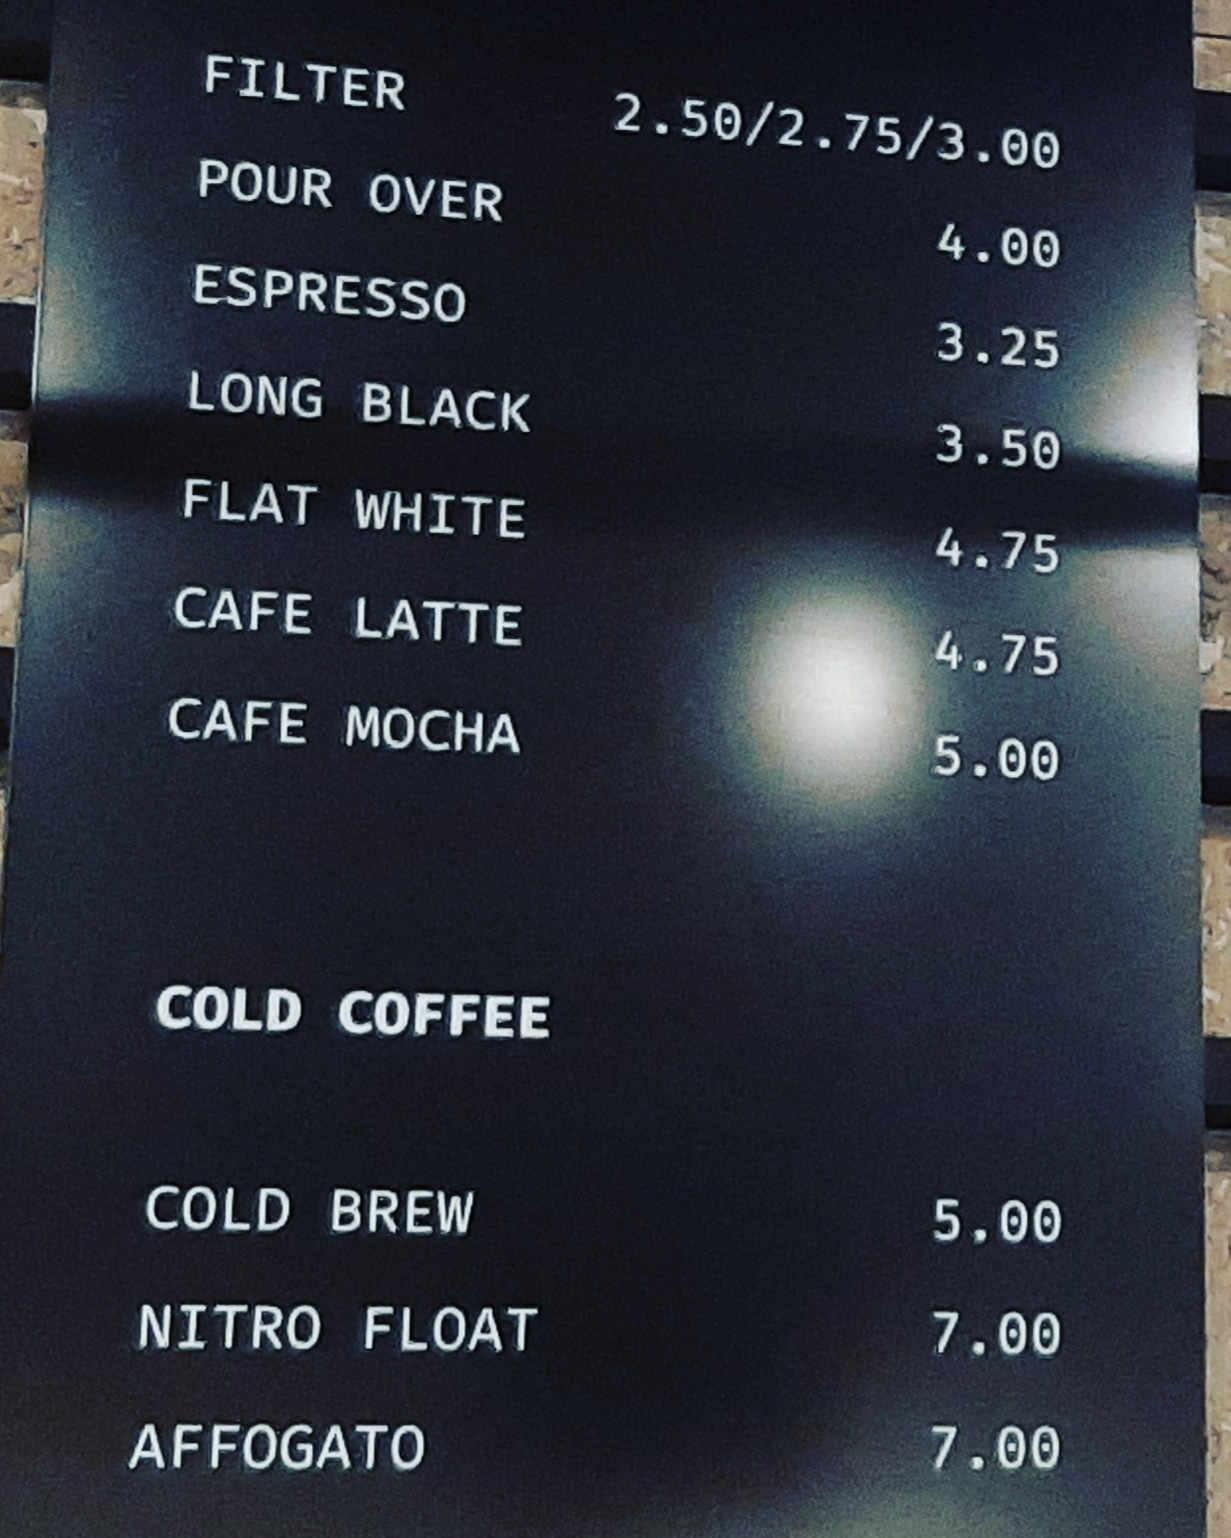 FILTER 2.50/2.75/3.00
POUR OVER 4.00
ESPRESSO 3.25
LONG BLACK 3.50
FLAT WHITE 4.75
CAFE LATTE 4.75
CAFE MOCHA 5.00
COLD COFFEE
COLD BREW 5.00
NITRO FLOAT 7.00
AFFOGATO 7.00